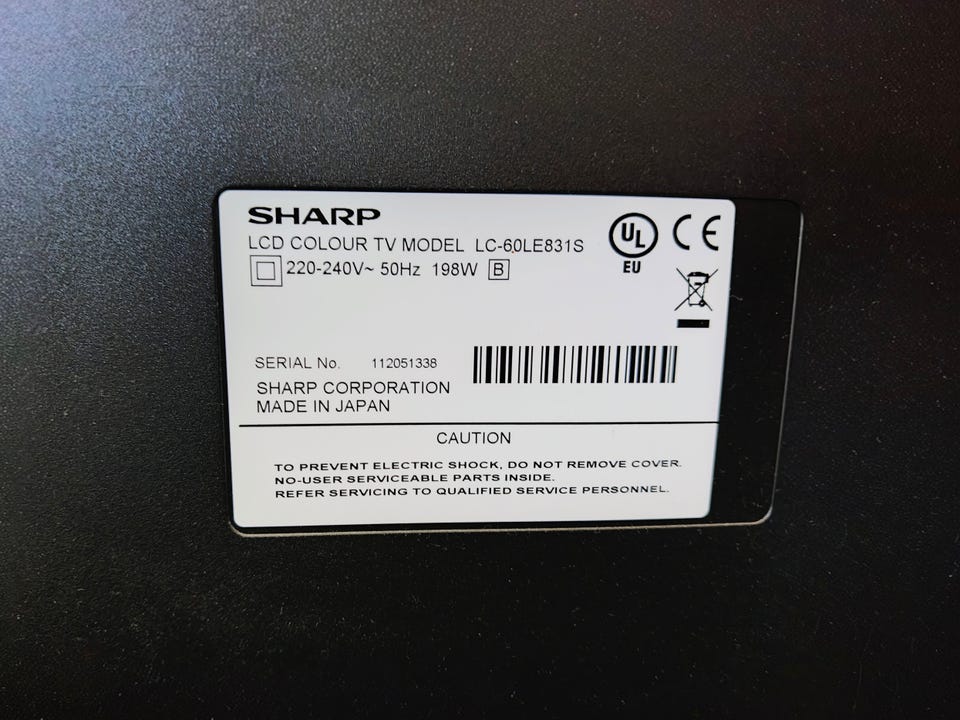 SHARP
LCD COLOUR TV MODEL LC-60LE831S
220-240V~ 50Hz 198W B
UL
EU
CE
SERIAL No. 112051338
SHARP CORPORATION
MADE IN JAPAN
CAUTION
TO PREVENT ELECTRIC SHOCK, DO NOT REMOVE COVER.
NO-USER SERVICEABLE PARTS INSIDE.
REFER SERVICING TO QUALIFIED SERVICE PERSONNEL.